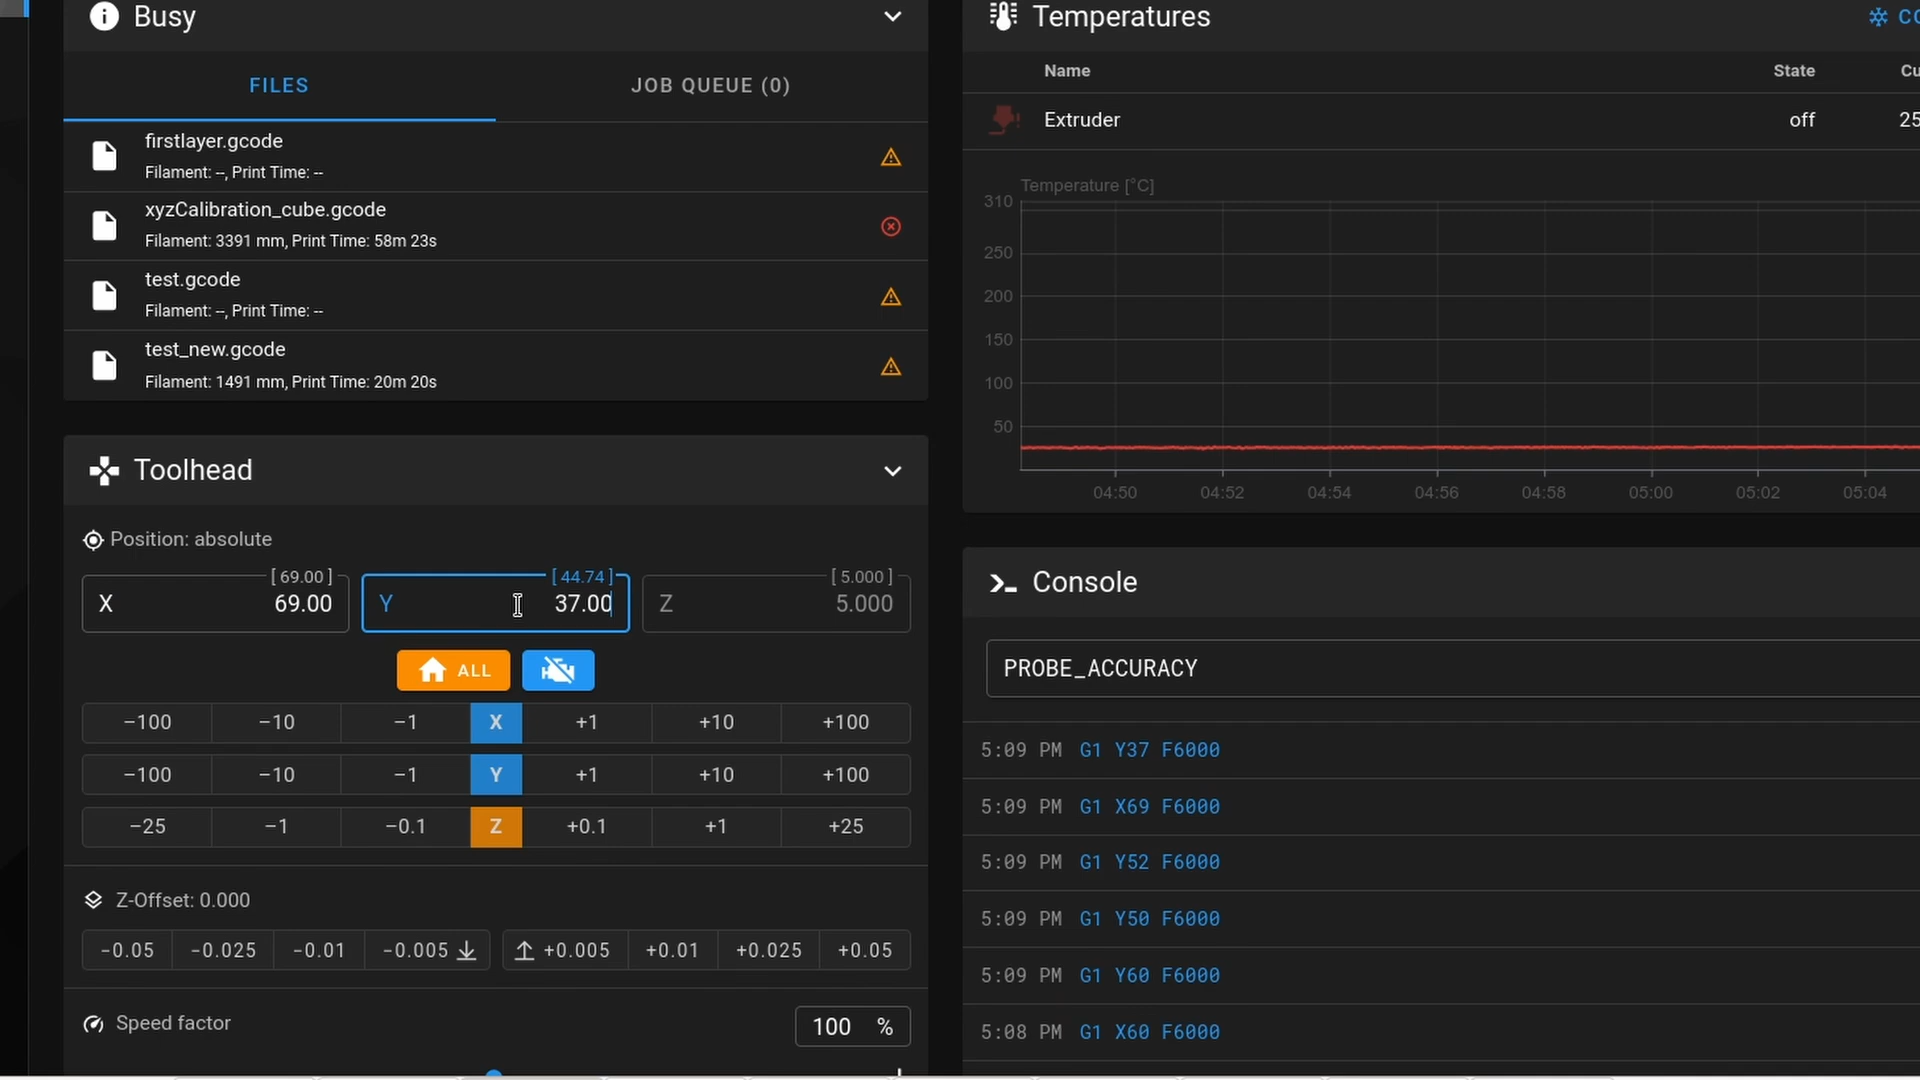 Busy
FILES
JOB QUEUE (0)
firstlayer.gcode
Filament: --, Print Time: --
xyzCalibration_cube.gcode
Filament: 3391 mm, Print Time: 58m 23s
test.gcode
Filament: --, Print Time: --
test_new.gcode
Filament: 1491 mm, Print Time: 20m 20s
Toolhead
Position: absolute
[ 69.00 ]
X 69.00
[ 44.74 ]
Y 37.00
[ 5.000 ]
Z 5.000
ALL
−100 −10 −1 X +1 +10 +100
−100 −10 −1 Y +1 +10 +100
−25 −1 −0.1 Z +0.1 +1 +25
Z-Offset: 0.000
-0.05 -0.025 -0.01 -0.005 +0.005 +0.01 +0.025 +0.05
Speed factor
100 %
Temperatures
Name State
Extruder off
Temperature [°C]
310
250
200
150
100
50
04:50 04:52 04:54 04:56 04:58 05:00 05:02 05:04
Console
PROBE_ACCURACY
5:09 PM G1 Y37 F6000
5:09 PM G1 X69 F6000
5:09 PM G1 Y52 F6000
5:09 PM G1 Y50 F6000
5:09 PM G1 Y60 F6000
5:08 PM G1 X60 F6000